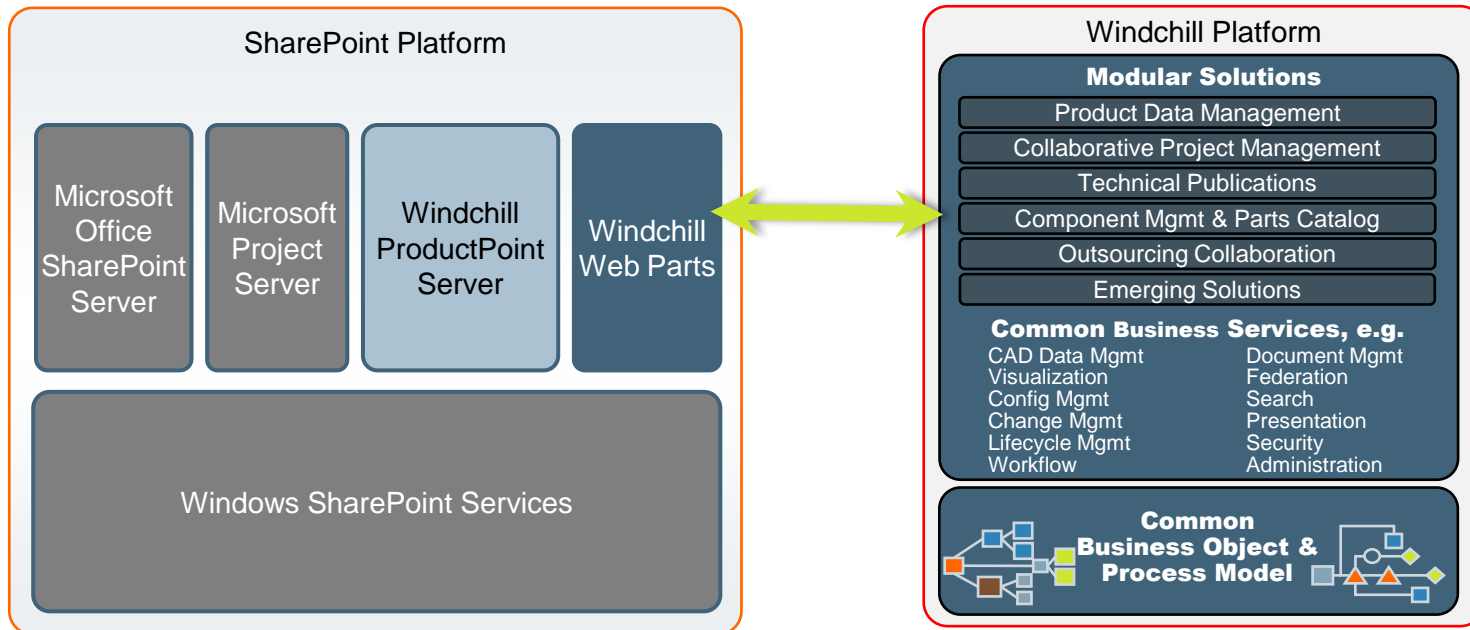 SharePoint Platform
Microsoft
Office
SharePoint
Server
Microsoft
Project
Server
Windchill
ProductPoint
Server
Windchill
Web Parts
Windows SharePoint Services
Windchill Platform
Modular Solutions
Product Data Management
Collaborative Project Management
Technical Publications
Component Mgmt & Parts Catalog
Outsourcing Collaboration
Emerging Solutions
Common Business Services, e.g.
CAD Data Mgmt
Visualization
Config Mgmt
Change Mgmt
Lifecycle Mgmt
Workflow
Document Mgmt
Federation
Search
Presentation
Security
Administration
Common
Business Object &
Process Model